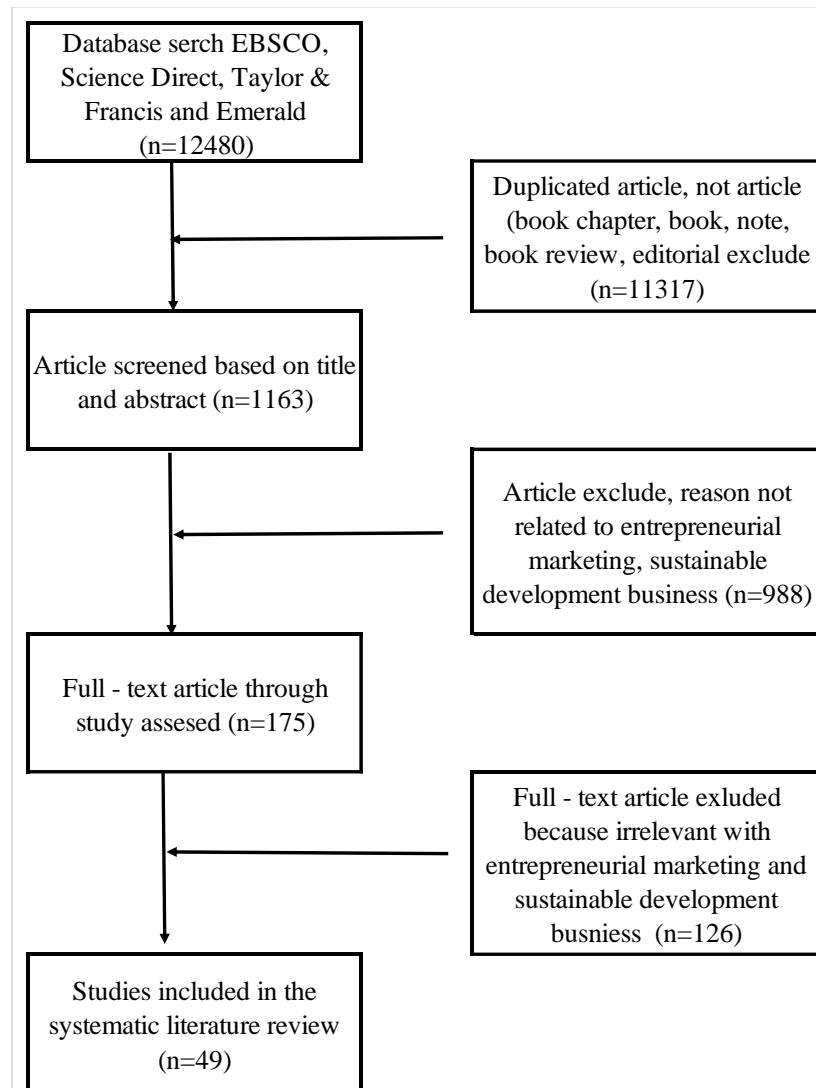 Database serch EBSCO,
Science Direct, Taylor &
Francis and Emerald
(n=12480)
Duplicated article, not article
(book chapter, book, note,
book review, editorial exclude
(n=11317)
Article screened based on title
and abstract (n=1163)
Article exclude, reason not
related to entrepreneurial
marketing, sustainable
development business (n=988)
Full - text article through
study assesed (n=175)
Full - text article exluded
because irrelevant with
entrepreneurial marketing and
sustainable development
busniess (n=126)
Studies included in the
systematic literature review
(n=49)